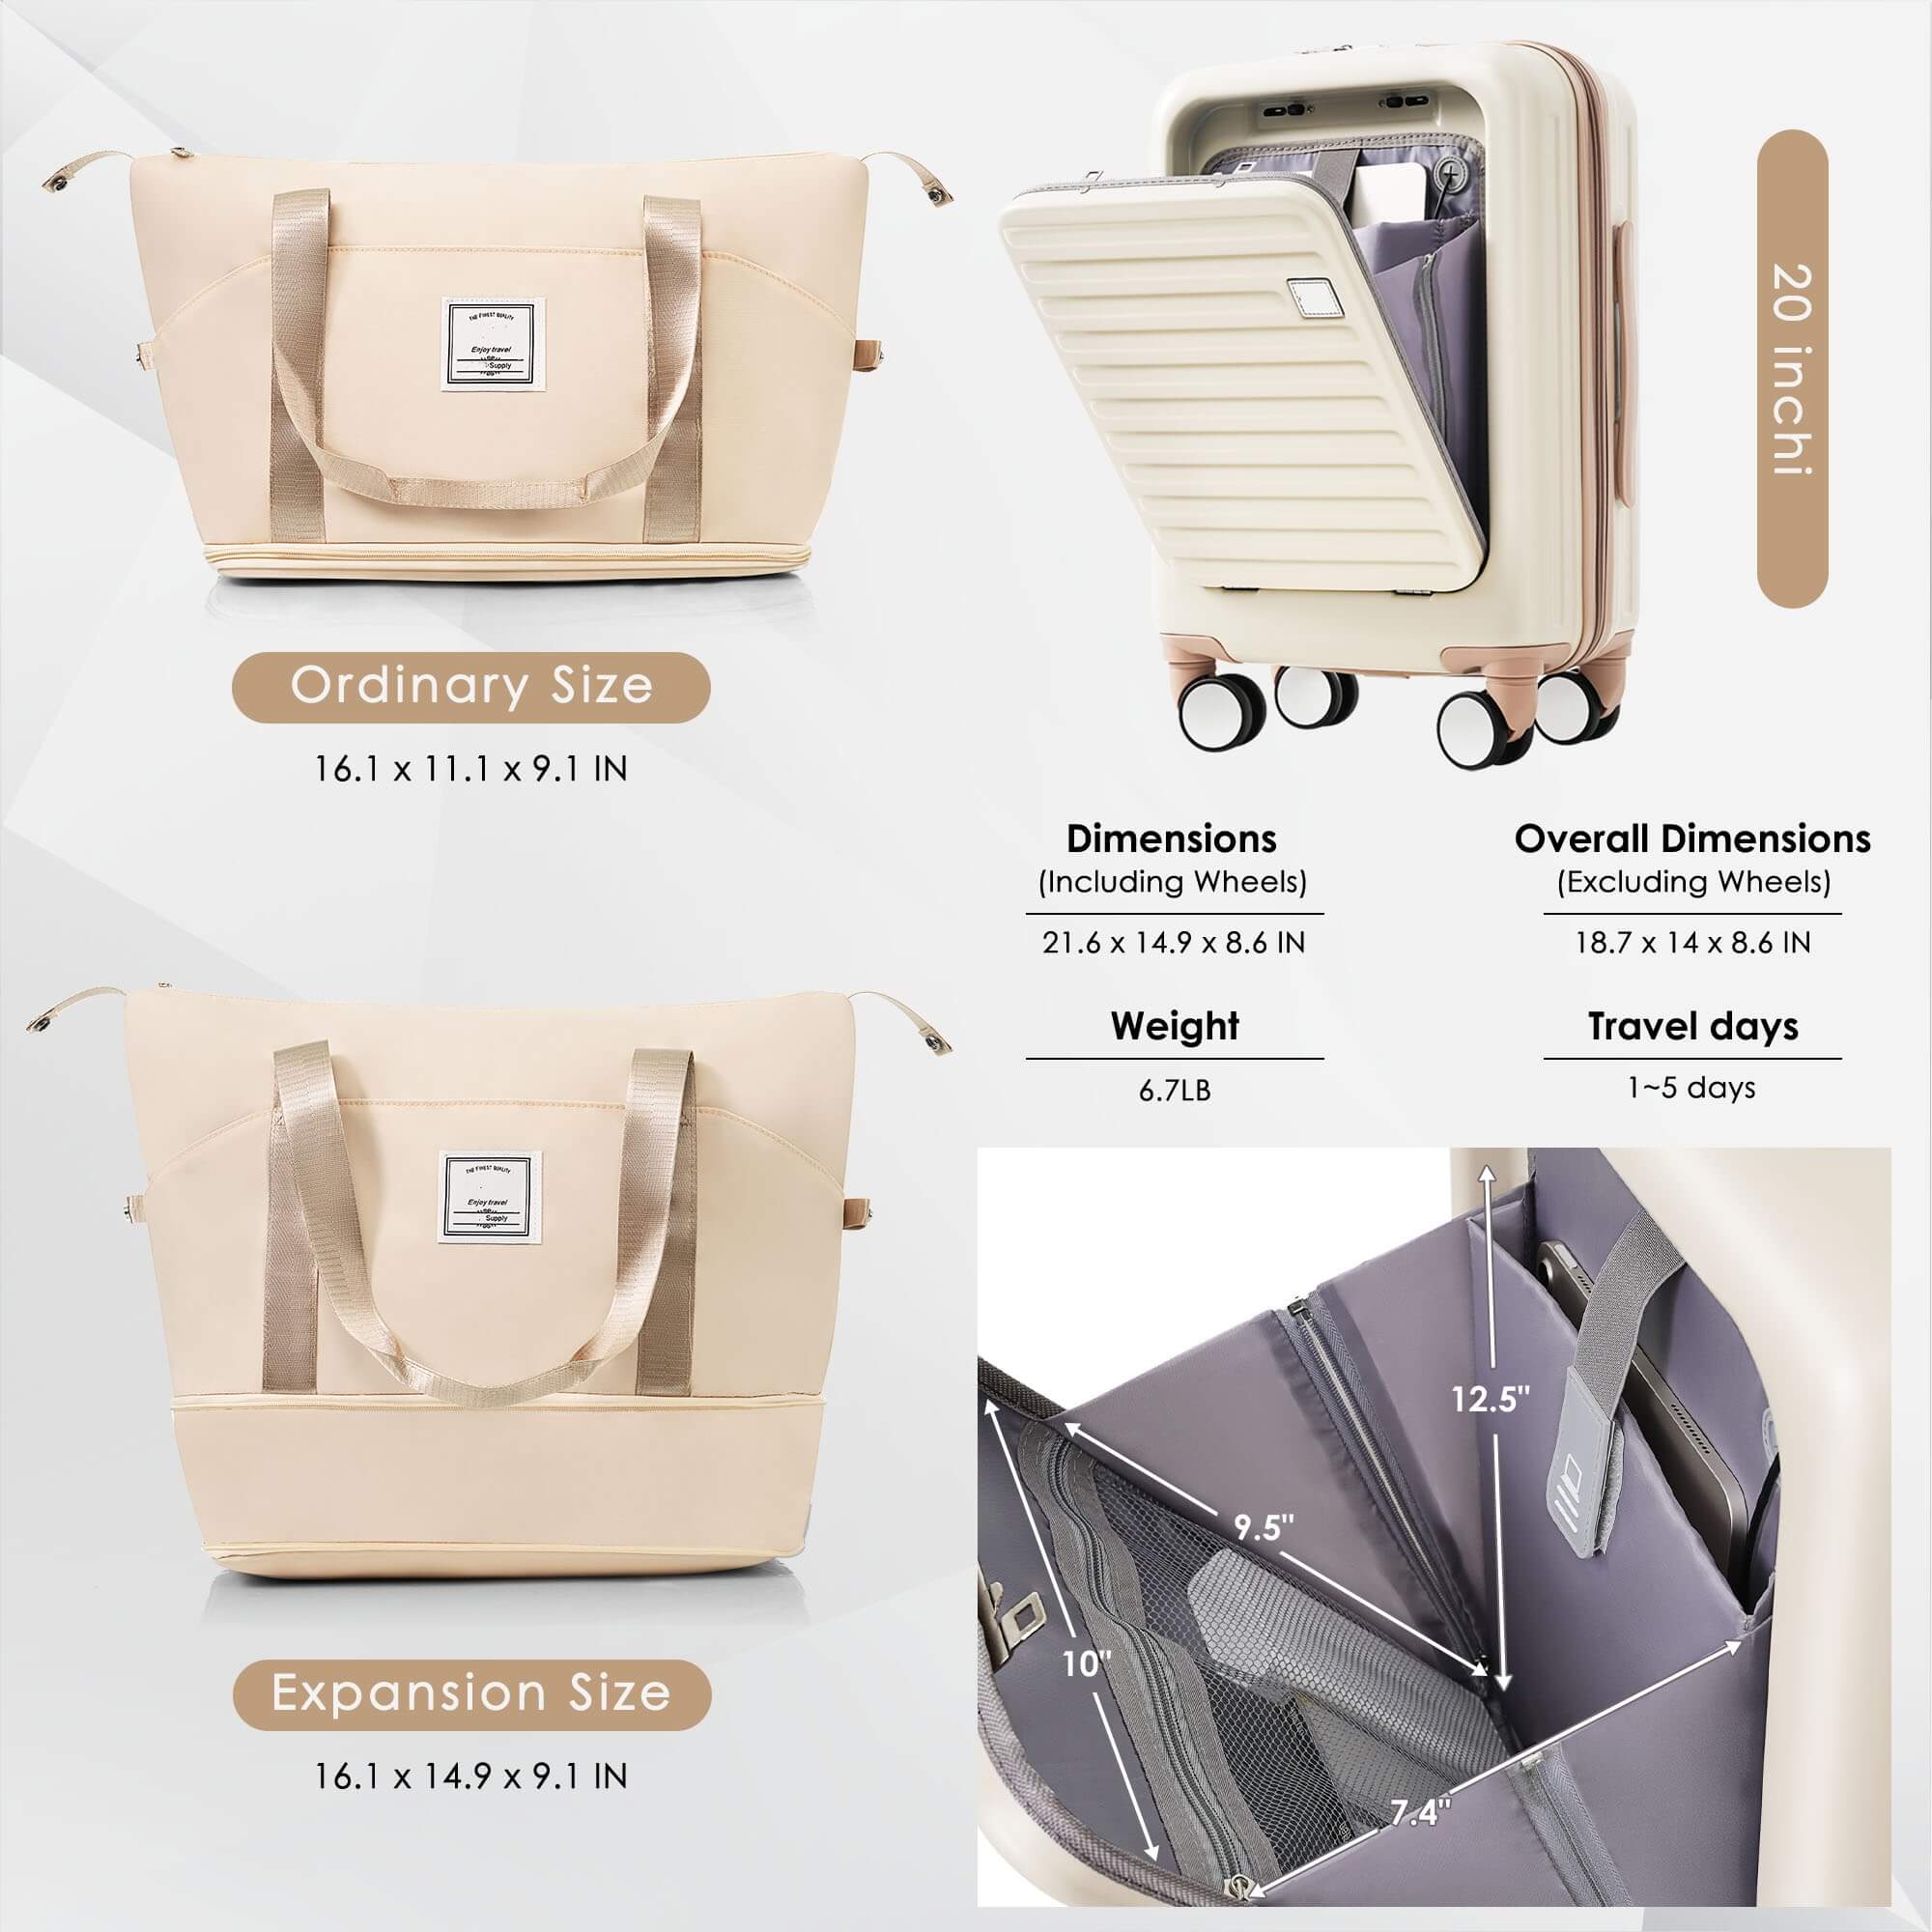 THE FINEST QUALITY
Enjoy travel
Supply
Ordinary Size
16.1 x 11.1 x 9.1 IN
20 inchi
Dimensions
(Including Wheels)
21.6 x 14.9 x 8.6 IN
Overall Dimensions
(Excluding Wheels)
18.7 x 14 x 8.6 IN
Weight
6.7LB
Travel days
1~5 days
Enjoy travel
Supply
Expansion Size
16.1 x 14.9 x 9.1 IN
12.5"
9.5"
10"
7.4"